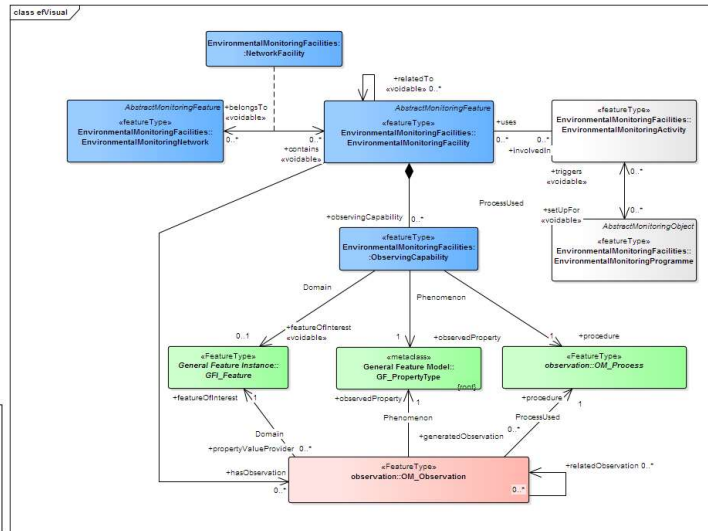 class efVisual
EnvironmentalMonitoringFacilities:
:NetworkFacility
+relatedTo
«voidable» 0..*
AbstractMonitoringFeature
«featureType»
EnvironmentalMonitoringFacilities::
EnvironmentalMonitoringNetwork
+belongsTo
«voidable»
0..*
0..*
+contains
«voidable»
AbstractMonitoringFeature
«featureType»
EnvironmentalMonitoringFacilities::
EnvironmentalMonitoringFacility
+uses
0..*
0..*
+involvedIn
«featureType»
EnvironmentalMonitoringFacilities::
EnvironmentalMonitoringActivity
+triggers
«voidable»
0..*
ProcessUsed
+setUpFor
«voidable»
0..*
AbstractMonitoringObject
«featureType»
EnvironmentalMonitoringFacilities::
EnvironmentalMonitoringProgramme
+observingCapability
0..*
«featureType»
EnvironmentalMonitoringFacilities:
:ObservingCapability
Domain
Phenomenon
0..1
+featureOfInterest
«voidable»
1
+observedProperty
1
+procedure
«FeatureType»
General Feature Instance::
GFI_Feature
«metaclass»
General Feature Model::
GF_PropertyType
{root}
«FeatureType»
observation::OM_Process
+featureOfInterest
1
+observedProperty
1
+procedure
1
Phenomenon
ProcessUsed
Domain
+generatedObservation
0..*
+propertyValueProvider
0..*
+hasObservation
0..*
«FeatureType»
observation::OM_Observation
0..*
+relatedObservation 0..*